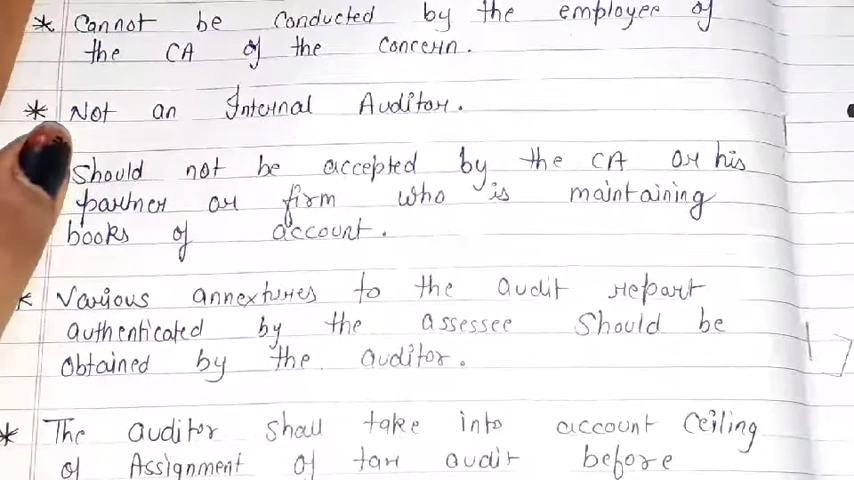 * Cannot be conducted by the employee of
the CA of the concern.
* Not an Internal Auditor.
Should not be accepted by the CA or his
partner or firm who is maintaining
books of account.
* Various annextures to the audit report
authenticated by the assessee should be
obtained by the auditor.
* The auditor shall take into account ceiling
of Assignment of tax audit before